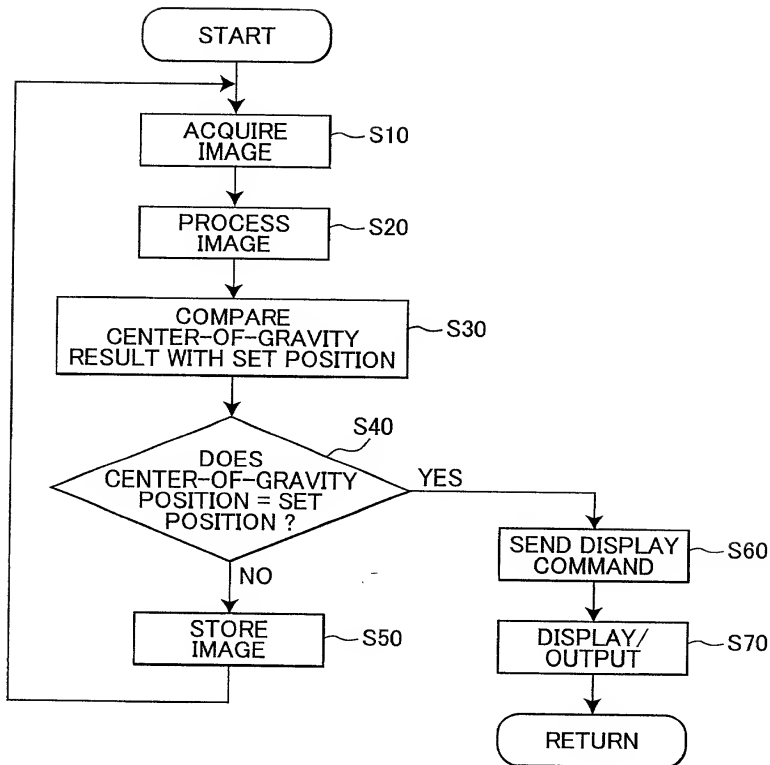 START
ACQUIRE
IMAGE
S10
PROCESS
IMAGE
S20
COMPARE
CENTER-OF-GRAVITY
RESULT WITH SET POSITION
S30
S40
DOES
CENTER-OF-GRAVITY
POSITION = SET
POSITION ?
YES
NO
STORE
IMAGE
S50
SEND DISPLAY
COMMAND
S60
DISPLAY/
OUTPUT
S70
RETURN